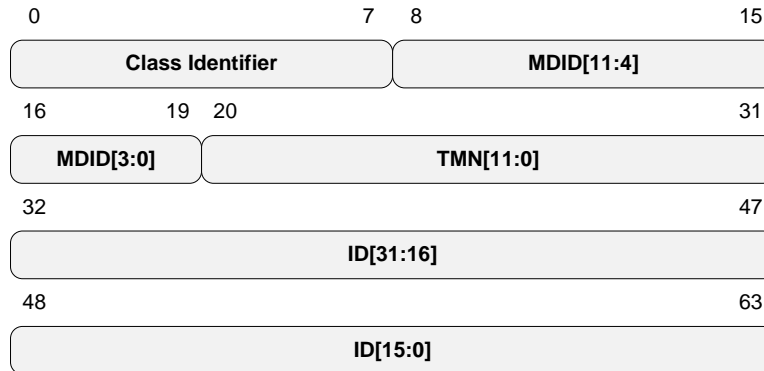 0 7 8 15
Class Identifier MDID[11:4]
16 19 20 31
MDID[3:0] TMN[11:0]
32 47
ID[31:16]
48 63
ID[15:0]